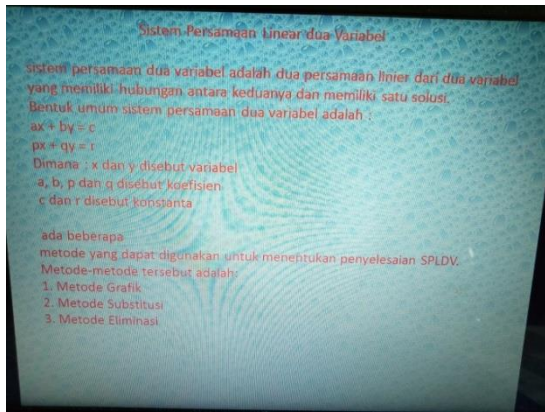 Sistem Persamaan Linear dua Variabel
sistem persamaan dua variabel adalah dua persamaan linier dari dua variabel
yang memiliki hubungan antara keduanya dan memiliki satu solusi.
Bentuk umum sistem persamaan dua variabel adalah :
ax + by = c
px + qy = r
Dimana : x dan y disebut variabel
a, b, p dan q disebut koefisien
c dan r disebut konstanta
ada beberapa
metode yang dapat digunakan untuk menentukan penyelesaian SPLDV.
Metode-metode tersebut adalah:
1. Metode Grafik
2. Metode Substitusi
3. Metode Eliminasi